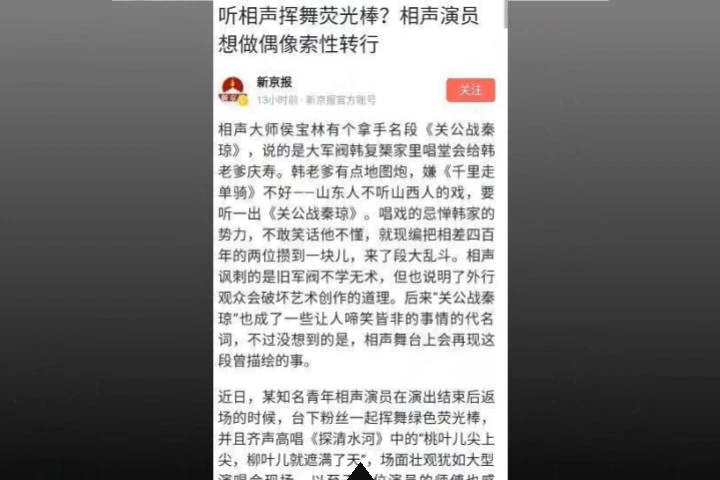 听相声挥舞荧光棒？相声演员
想做偶像索性转行
新京报
13小时前 · 新京报官方账号
关注
相声大师侯宝林有个拿手名段《关公战秦
琼》，说的是大军阀韩复榘家里唱堂会给韩
老爹庆寿。韩老爹有点地图炮，嫌《千里走
单骑》不好——山东人不听山西人的戏，要
听一出《关公战秦琼》。唱戏的忌惮韩家的
势力，不敢笑话他不懂，就现编把相差四百
年的两位攒到一块儿，来了段大乱斗。相声
讽刺的是旧军阀不学无术，但也说明了外行
观众会破坏艺术创作的道理。后来“关公战秦
琼”也成了一些让人啼笑皆非的事情的代名
词，不过没想到的是，相声舞台上会再现这
段曾描绘的事。
近日，某知名青年相声演员在演出结束后返
场的时候，台下粉丝一起挥舞绿色荧光棒，
并且齐声高唱《探清水河》中的“桃叶儿尖上
尖，柳叶儿就遮满了天”，场面壮观犹如大型